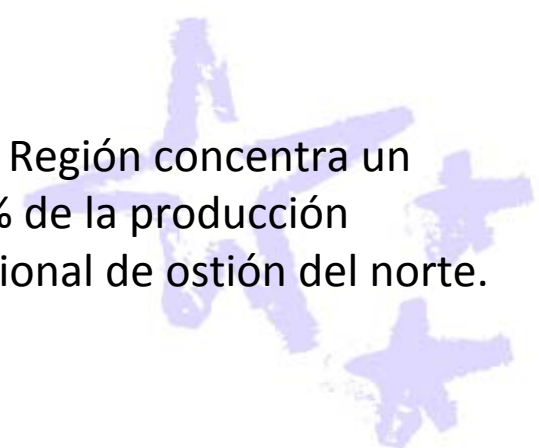 Región concentra un
% de la producción
ional de ostión del norte.